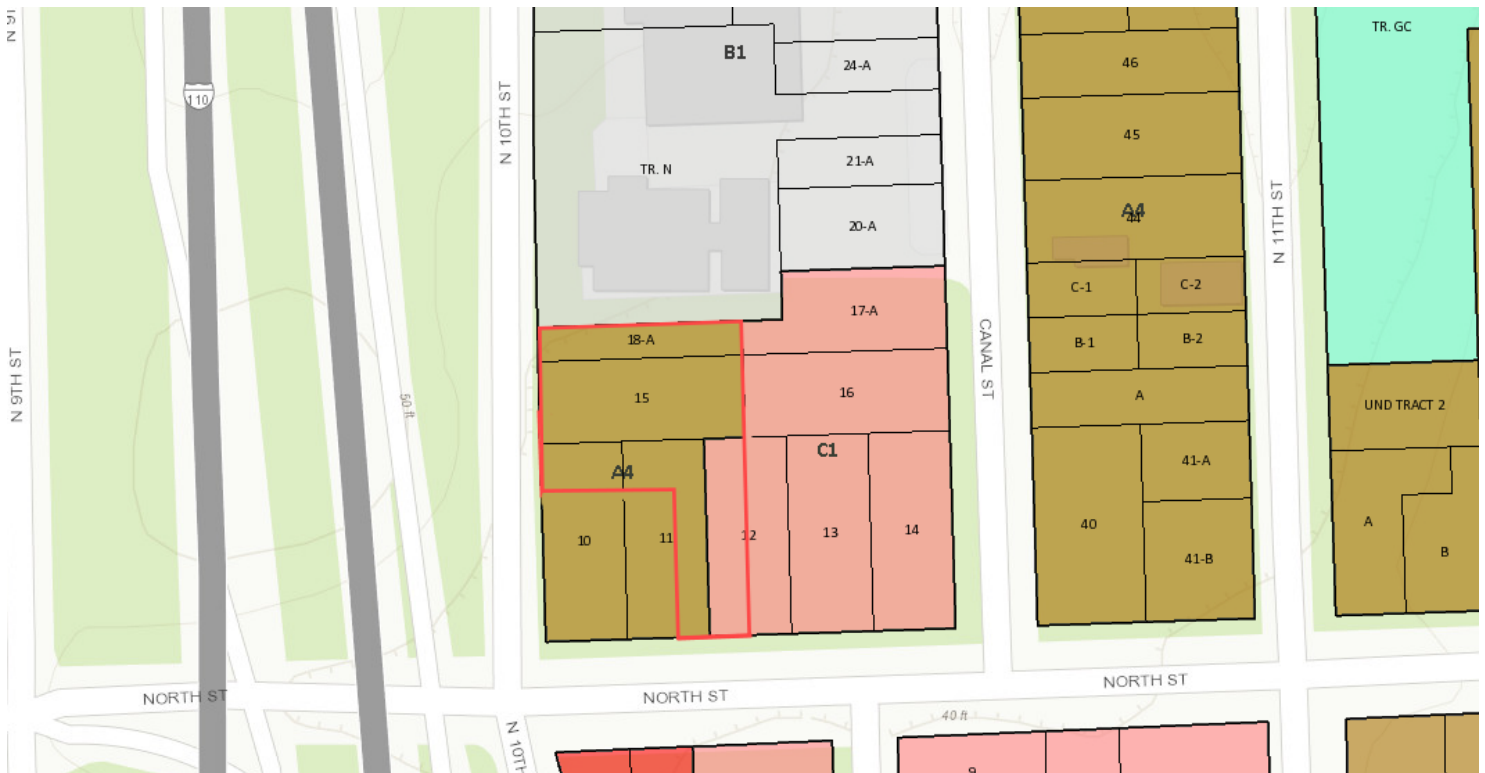 N 9T
TR. GC
B1
46
24-A
110
N 10TH ST
45
21-A
TR. N
N 11TH ST
A4
44
20-A
C-1
C-2
17-A
18-A
CANAL ST
B-1
B-2
N 9TH ST
50 ft
15
16
A
UND TRACT 2
C1
A4
41-A
10
11
12
13
14
40
A
B
41-B
NORTH ST
NORTH ST
NORTH ST
40 ft
N 10TH
9